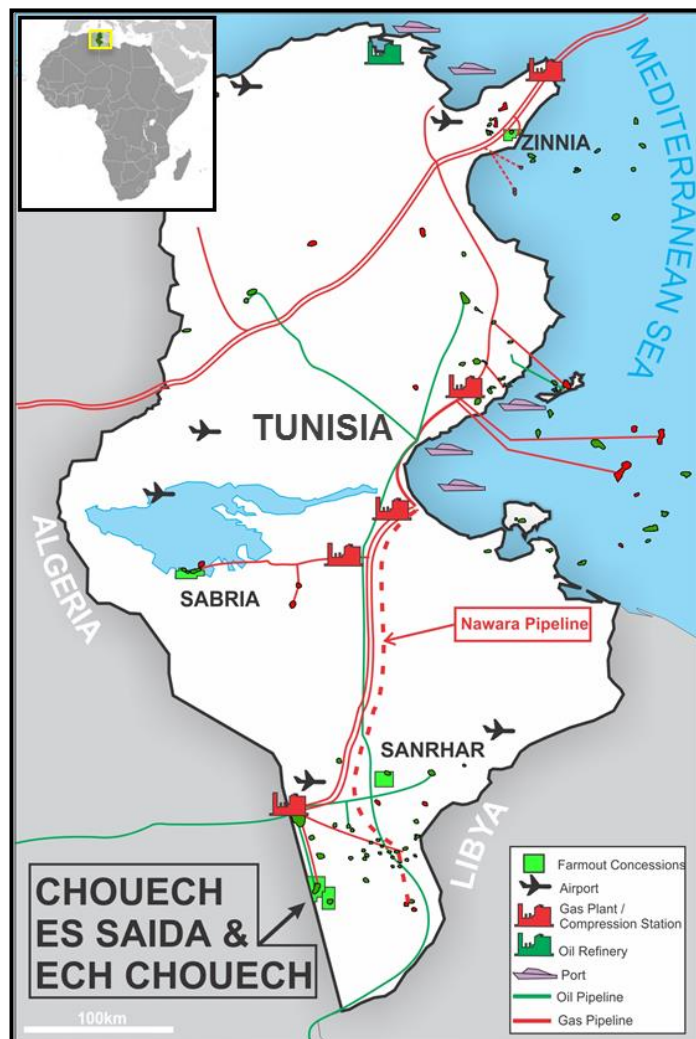 MEDITERRANEAN SEA
ZINNIA
TUNISIA
ALGERIA
SABRIA
Nawara Pipeline
SANRHAR
LIBYA
CHOUECH
ES SAIDA &
ECH CHOUECH
100km
Farmout Concessions
Airport
Gas Plant /
Compression Station
Oil Refinery
Port
Oil Pipeline
Gas Pipeline